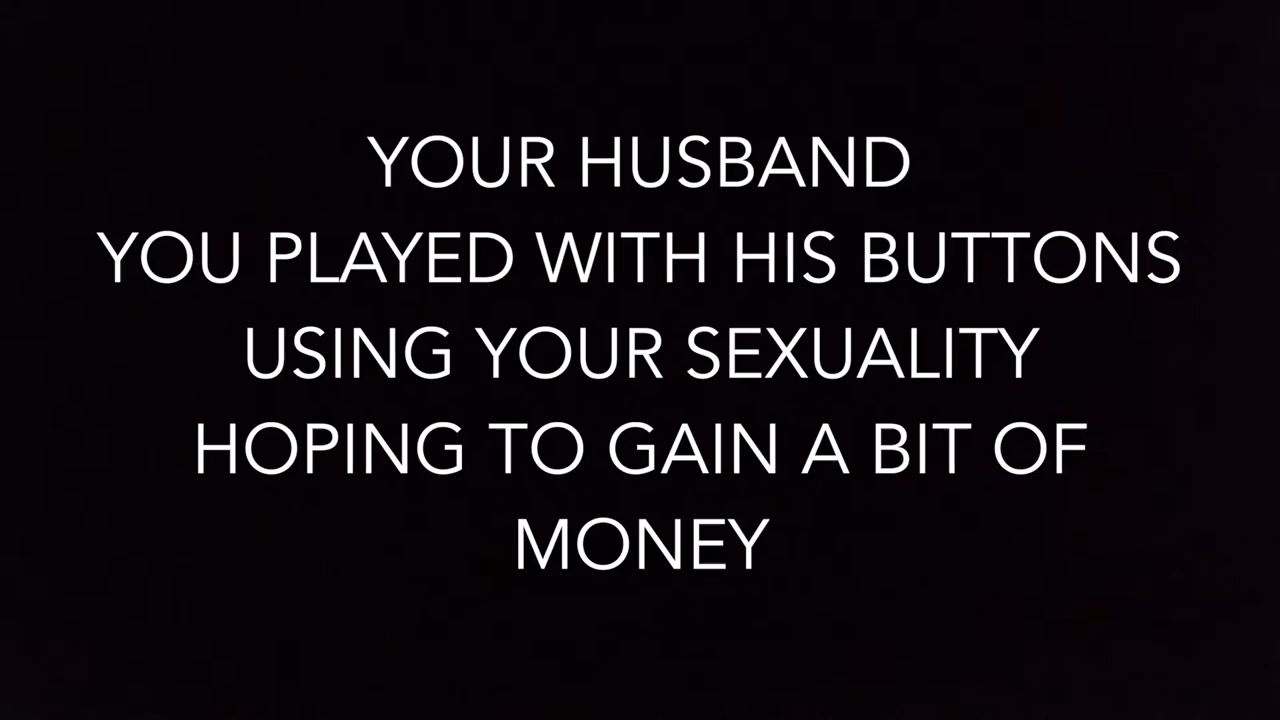 YOUR HUSBAND
YOU PLAYED WITH HIS BUTTONS
USING YOUR SEXUALITY
HOPING TO GAIN A BIT OF
MONEY